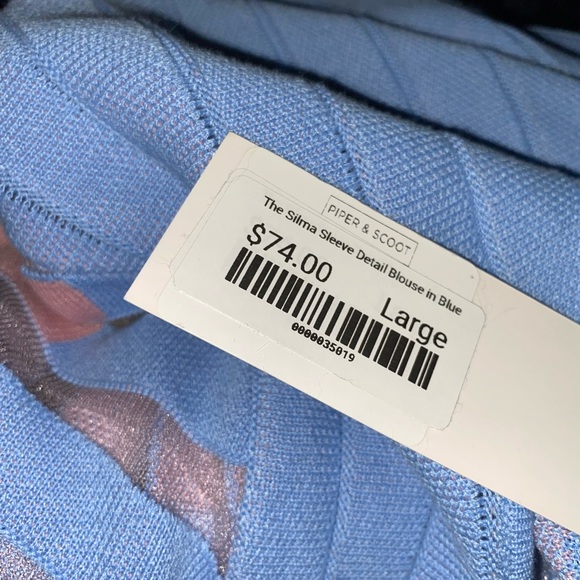 PIPER & SCOOT
The Silma Sleeve Detail Blouse in Blue
$74.00
Large
0000035019